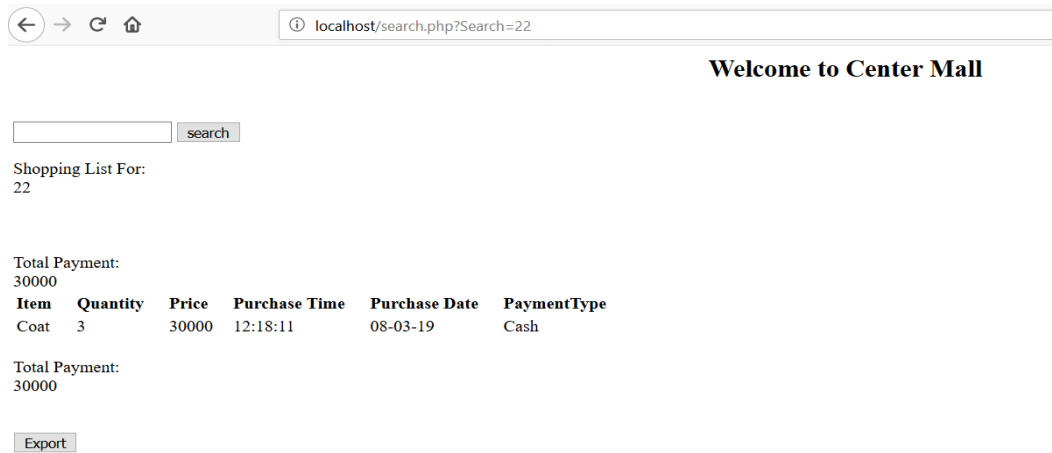 localhost/search.php?Search=22
Welcome to Center Mall
search
Shopping List For:
22
Total Payment:
30000
Item Quantity Price Purchase Time Purchase Date PaymentType
Coat 3 30000 12:18:11 08-03-19 Cash
Total Payment:
30000
Export